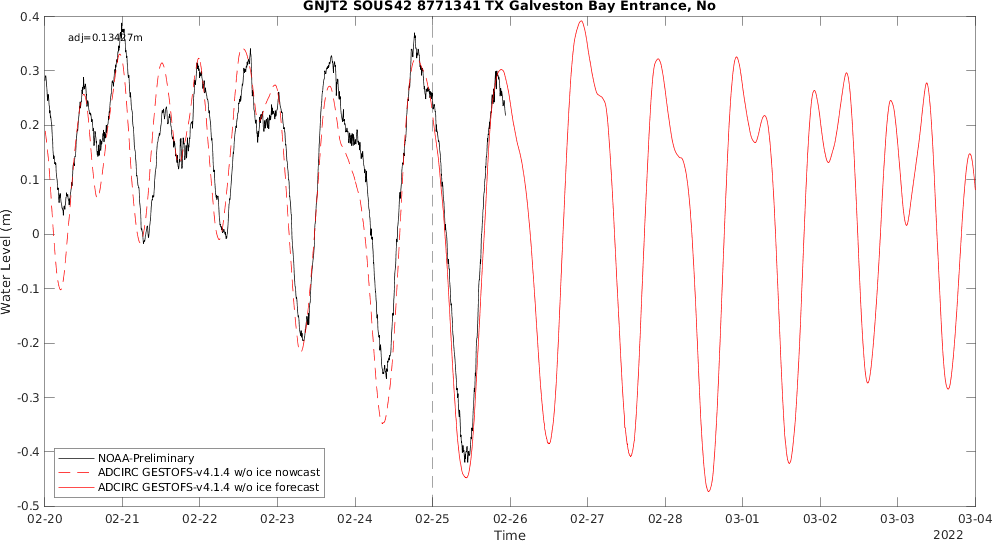 GNJT2 SOUS42 8771341 TX Galveston Bay Entrance, No
adj=0.13427m
0.4
0.3
0.2
0.1
0
-0.1
-0.2
-0.3
-0.4
-0.5
Water Level (m)
NOAA-Preliminary
ADCIRC GESTOFS-v4.1.4 w/o ice nowcast
ADCIRC GESTOFS-v4.1.4 w/o ice forecast
02-20 02-21 02-22 02-23 02-24 02-25 02-26 02-27 02-28 03-01 03-02 03-03 03-04
Time
2022